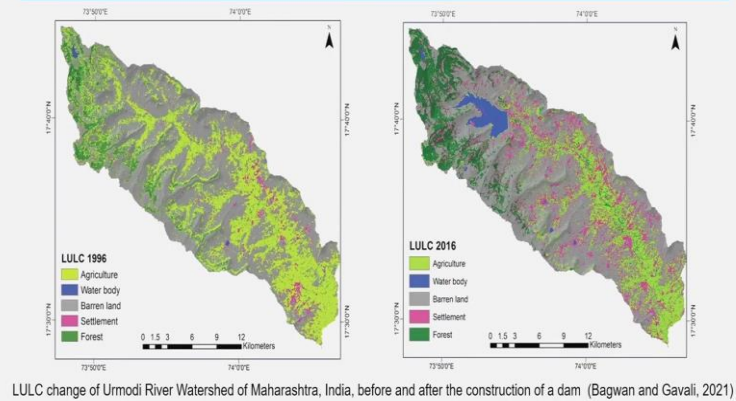 73°50'0"E 74°0'0"E
N
17°40'0"N 17°40'0"N
LULC 1996
Agriculture
Water body
Barren land
Settlement
Forest
17°30'0"N 17°30'0"N
0 1.5 3 6 9 12
Kilometers
73°50'0"E 74°0'0"E
73°50'0"E 74°0'0"E
N
17°40'0"N 17°40'0"N
LULC 2016
Agriculture
Water body
Barren land
Settlement
Forest
17°30'0"N 17°30'0"N
0 1.5 3 6 9 12
Kilometers
73°50'0"E 74°0'0"E
LULC change of Urmodi River Watershed of Maharashtra, India, before and after the construction of a dam (Bagwan and Gavali, 2021)